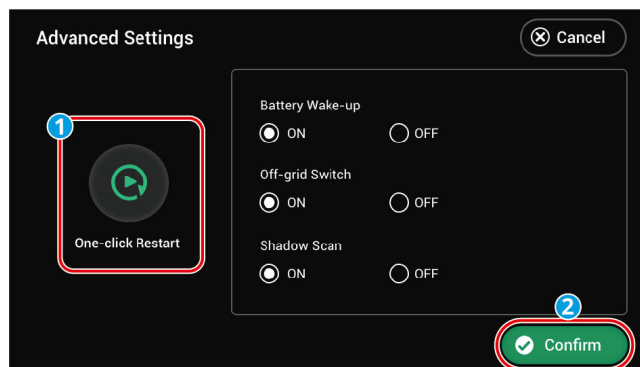 Advanced Settings
Cancel
1
One-click Restart
Battery Wake-up
ON OFF
Off-grid Switch
ON OFF
Shadow Scan
ON OFF
2
Confirm